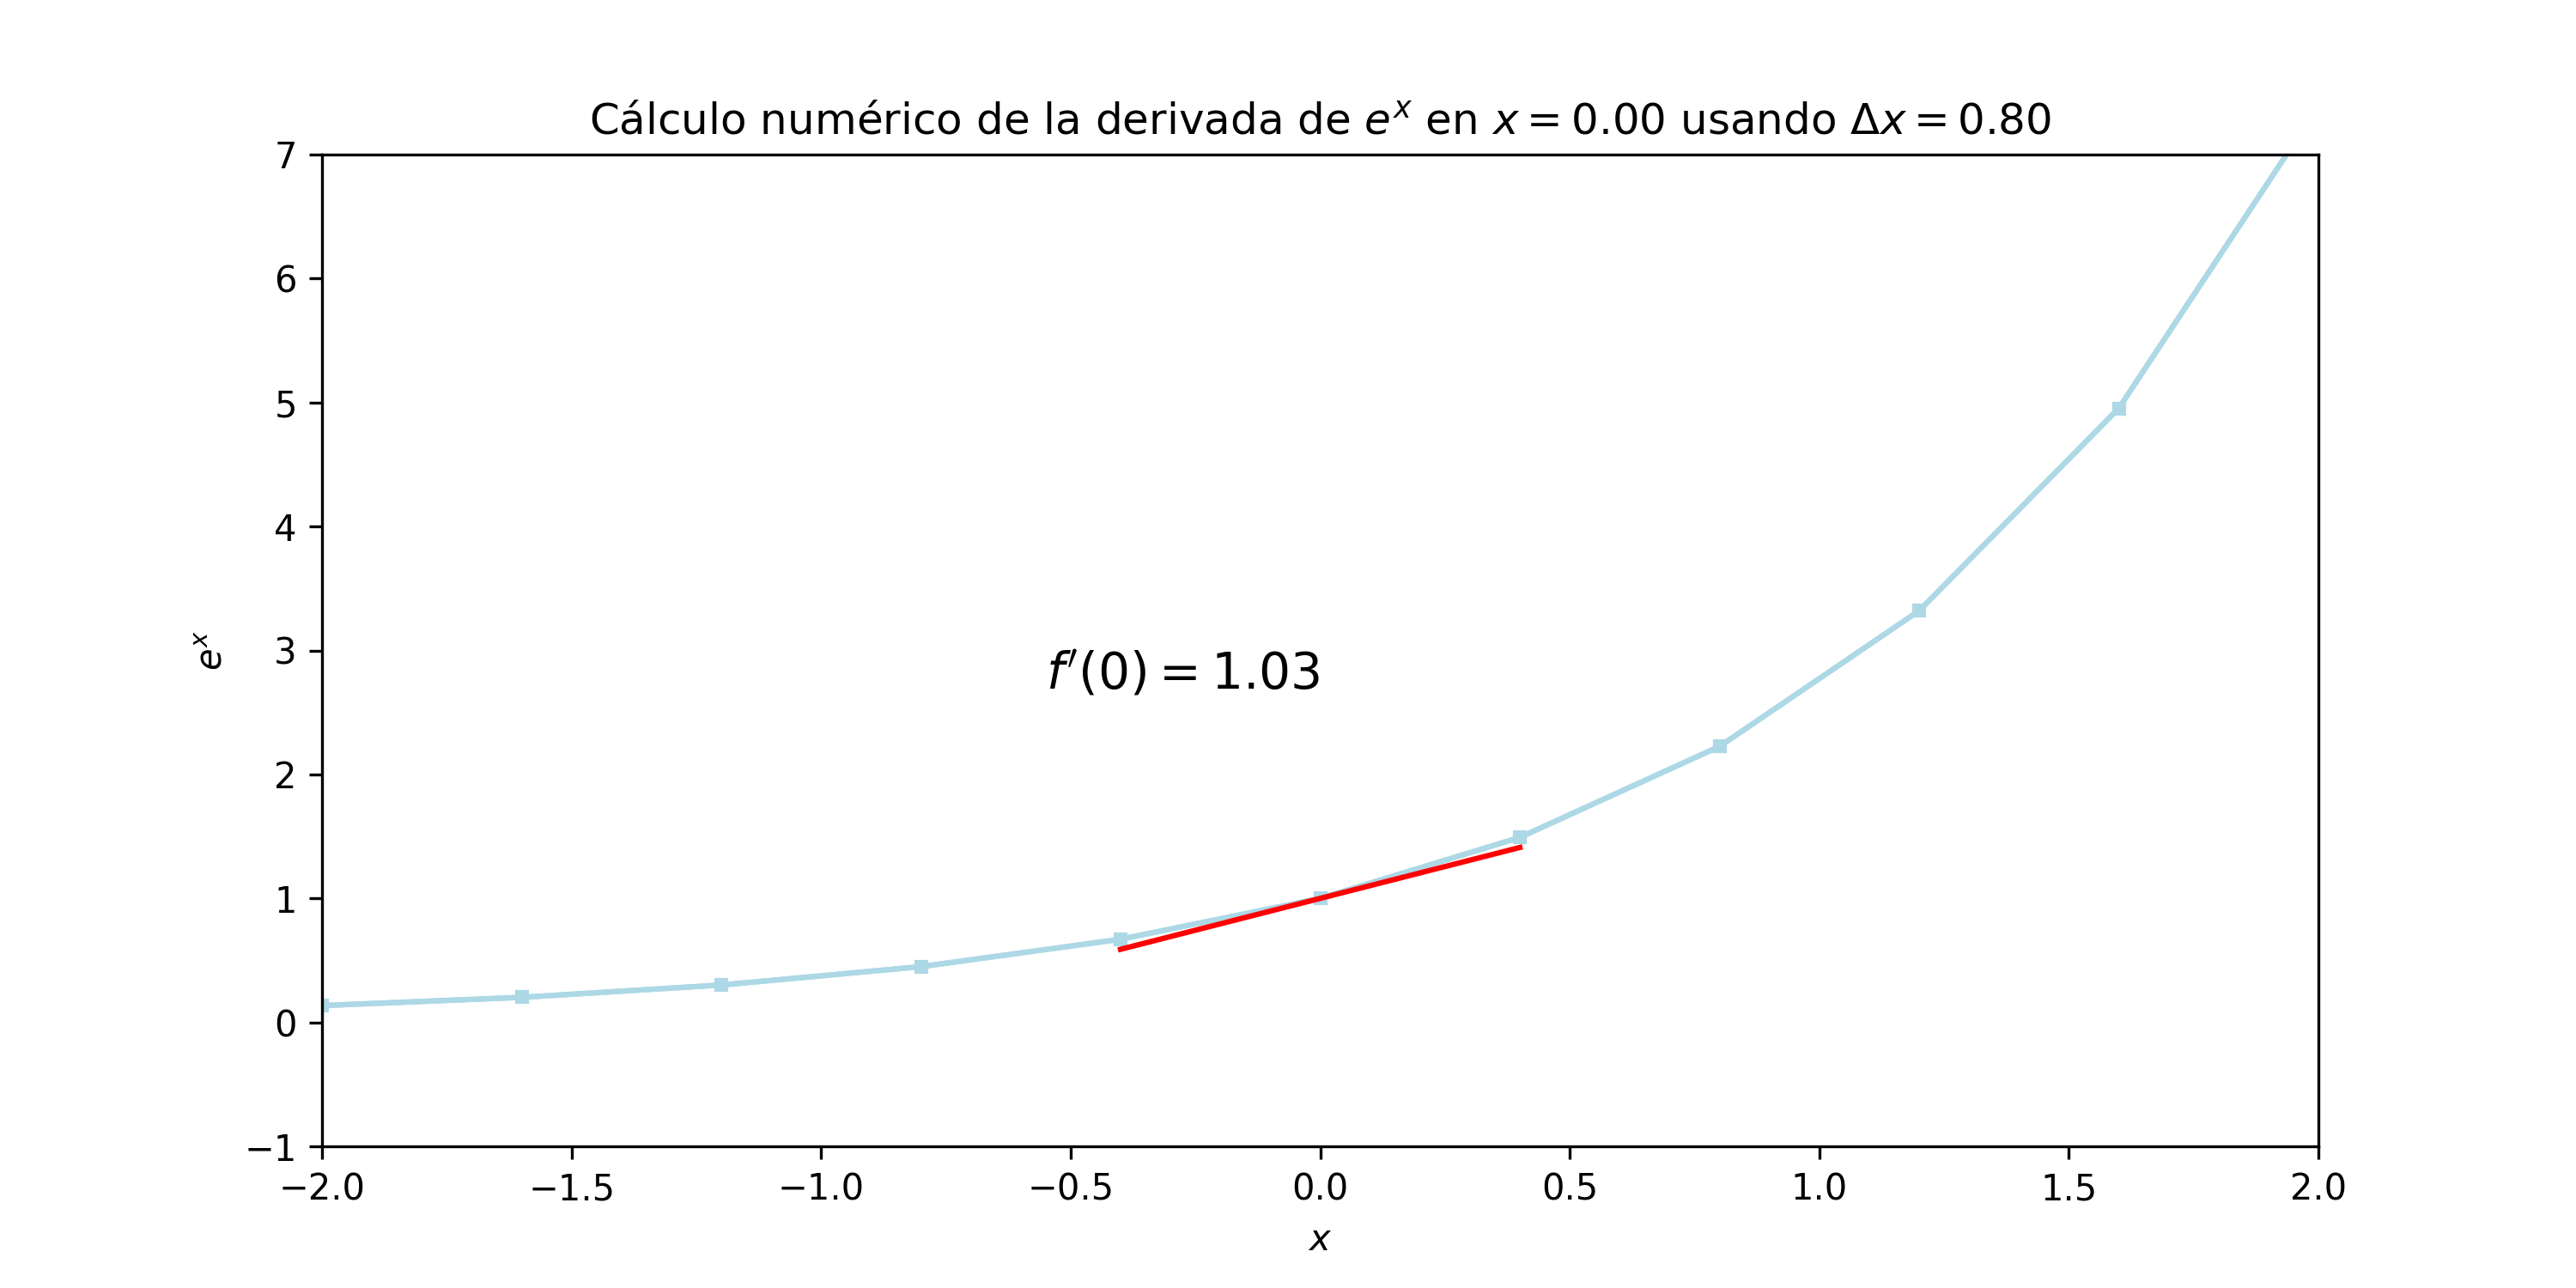 Cálculo numérico de la derivada de e^x en x = 0.00 usando Δx = 0.80
7
6
5
4
3
2
1
0
−1
e^x
f′(0) = 1.03
−2.0 −1.5 −1.0 −0.5 0.0 0.5 1.0 1.5 2.0
x